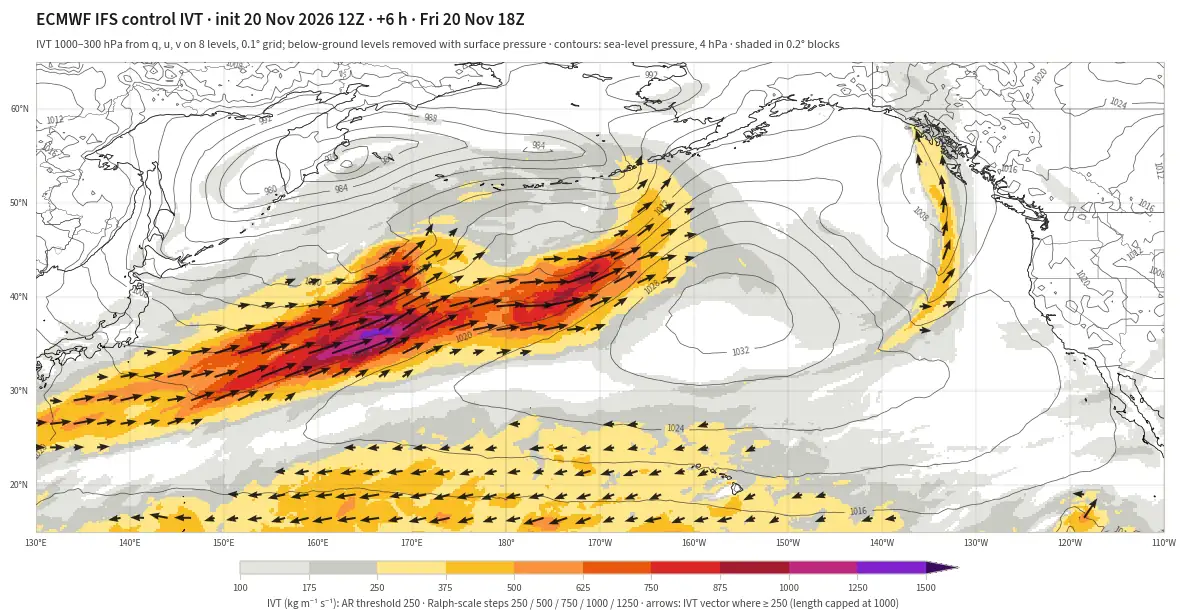 ECMWF IFS control IVT · init 20 Nov 2026 12Z · +6 h · Fri 20 Nov 18Z
IVT 1000–300 hPa from q, u, v on 8 levels, 0.1° grid; below-ground levels removed with surface pressure · contours: sea-level pressure, 4 hPa · shaded in 0.2° blocks
992
1020
1024
60°N
1012
988
984
1016
1012
980
984
50°N
1016
1008
1020
1008
40°N
1028
1020
1032
30°N
1024
20°N
1016
130°E 140°E 150°E 160°E 170°E 180° 170°W 160°W 150°W 140°W 130°W 120°W 110°W
100 175 250 375 500 625 750 875 1000 1250 1500
IVT (kg m⁻¹ s⁻¹): AR threshold 250 · Ralph-scale steps 250 / 500 / 750 / 1000 / 1250 · arrows: IVT vector where ≥ 250 (length capped at 1000)